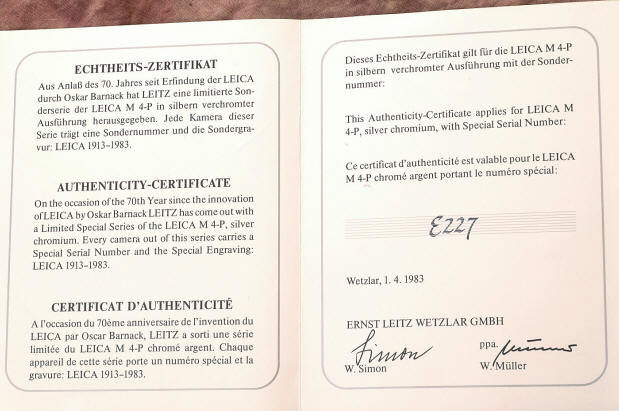 ECHTHEITS-ZERTIFIKAT
Aus Anlaß des 70. Jahres seit Erfindung der LEICA
durch Oskar Barnack hat LEITZ eine limitierte Son-
derserie der LEICA M 4-P in silbern verchromter
Ausführung herausgegeben. Jede Kamera dieser
Serie trägt eine Sondernummer und die Sondergra-
vur: LEICA 1913-1983.
AUTHENTICITY-CERTIFICATE
On the occasion of the 70th Year since the innovation
of LEICA by Oskar Barnack LEITZ has come out with
a Limited Special Series of the LEICA M 4-P, silver
chromium. Every camera out of this series carries a
Special Serial Number and the Special Engraving:
LEICA 1913-1983.
CERTIFICAT D'AUTHENTICITÉ
A l'occasion du 70ème anniversaire de l'invention du
LEICA par Oscar Barnack, LEITZ a sorti une série
limitée du LEICA M 4-P chromé argent. Chaque
appareil de cette série porte un numéro spécial et la
gravure: LEICA 1913-1983.
Dieses Echtheits-Zertifikat gilt für die LEICA M 4-P
in silbern verchromter Ausführung mit der Sonder-
nummer:
This Authenticity-Certificate applies for LEICA M
4-P, silver chromium, with Special Serial Number:
Ce certificat d'authenticité est valable pour le LEICA
M 4-P chromé argent portant le numéro spécial:
E227
Wetzlar, 1. 4. 1983
ERNST LEITZ WETZLAR GMBH
Simon
ppa.
W. Simon
W. Müller